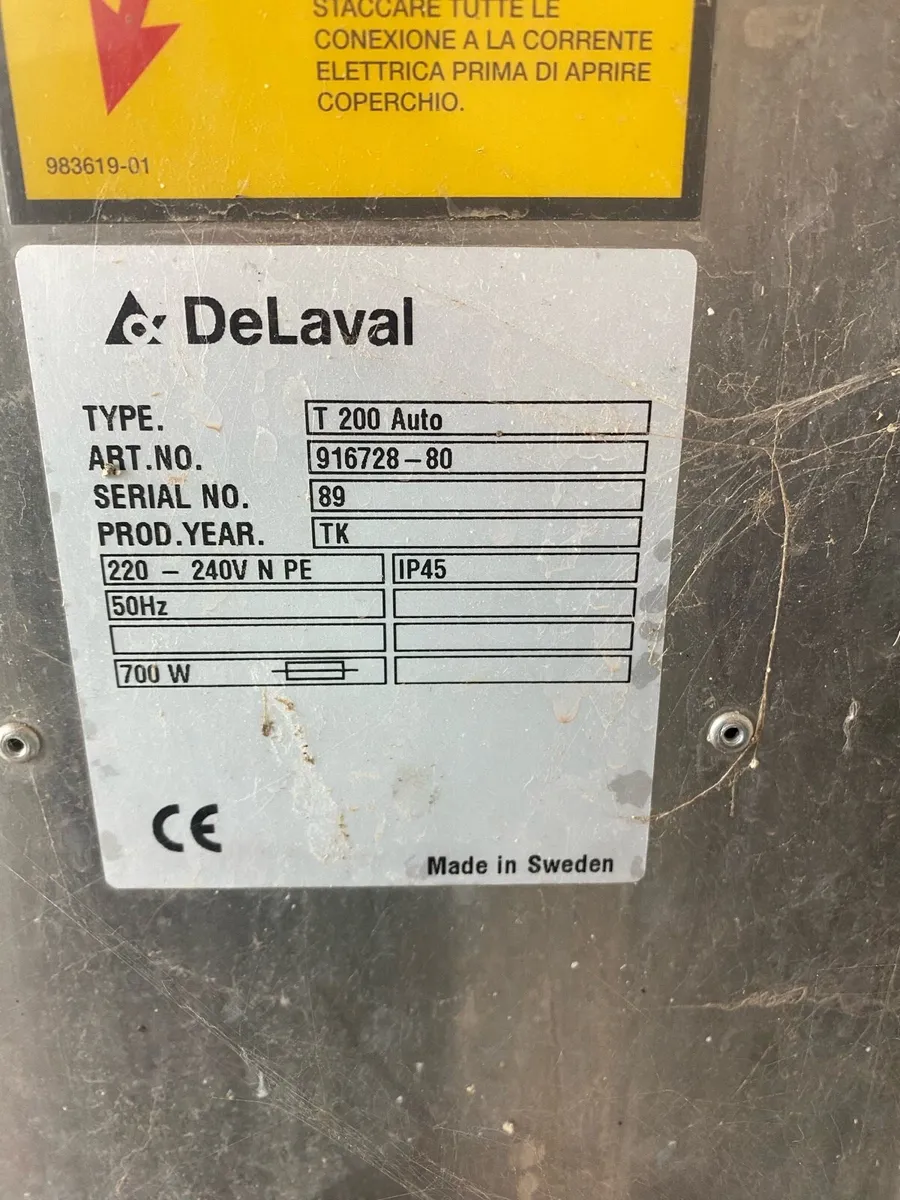 STACCARE TUTTE LE
CONEXIONE A LA CORRENTE
ELETTRICA PRIMA DI APRIRE
COPERCHIO.
983619-01
DeLaval
TYPE. T 200 Auto
ART.NO. 916728-80
SERIAL NO. 89
PROD.YEAR. TK
220 - 240V N PE IP45
50Hz
700 W
CE
Made in Sweden